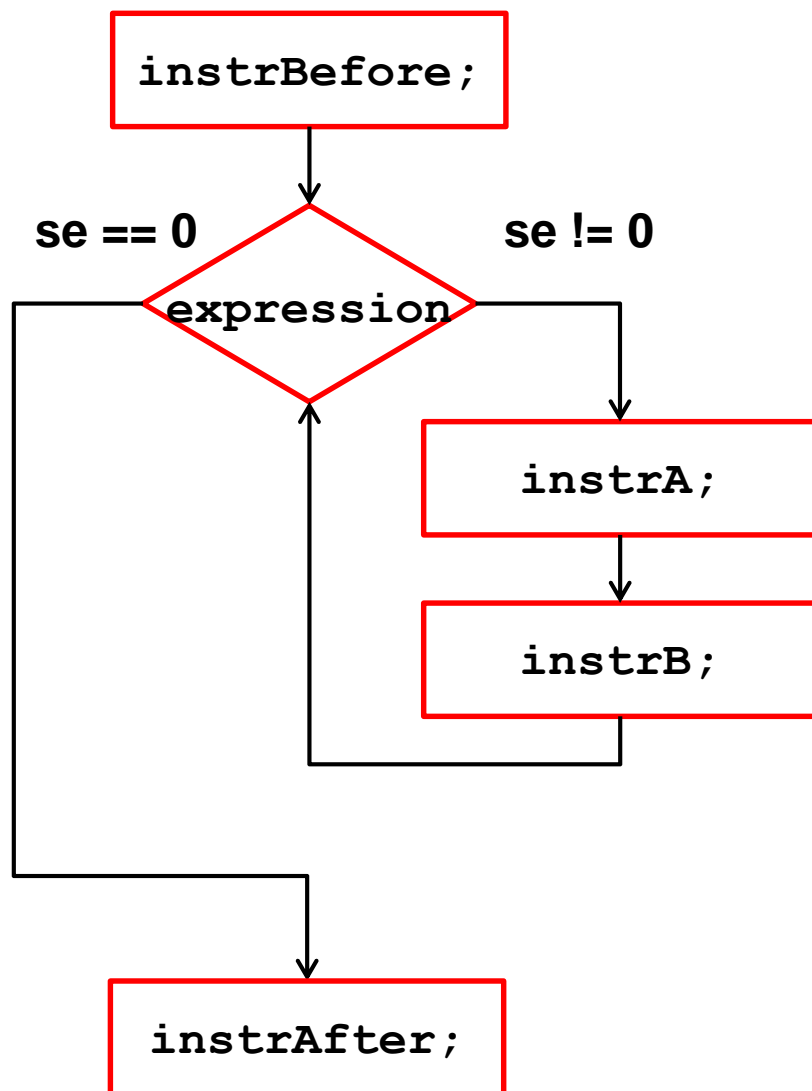 instrBefore;
se == 0
se != 0
expression
instrA;
instrB;
instrAfter;